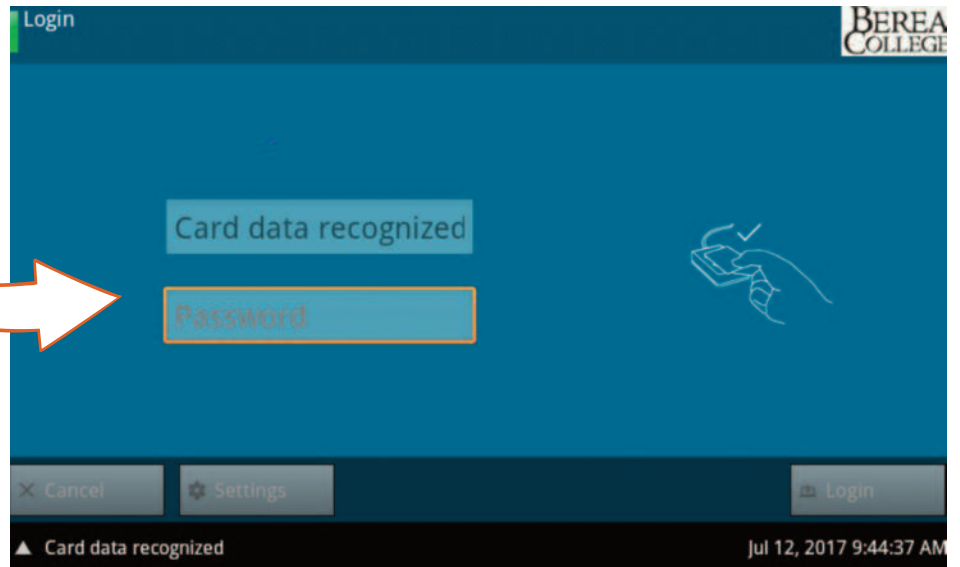 Login
BEREA
COLLEGE
Card data recognized
Password
Cancel
Settings
Login
Card data recognized
Jul 12, 2017 9:44:37 AM